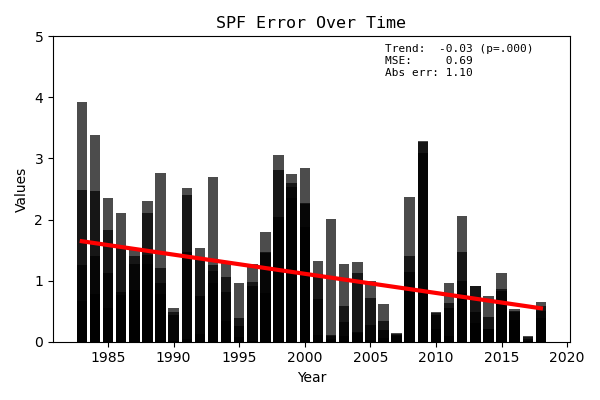 SPF Error Over Time
Trend:  -0.03 (p=.000)
MSE:     0.69
Abs err: 1.10
Values
5
4
3
2
1
0
1985 1990 1995 2000 2005 2010 2015 2020
Year